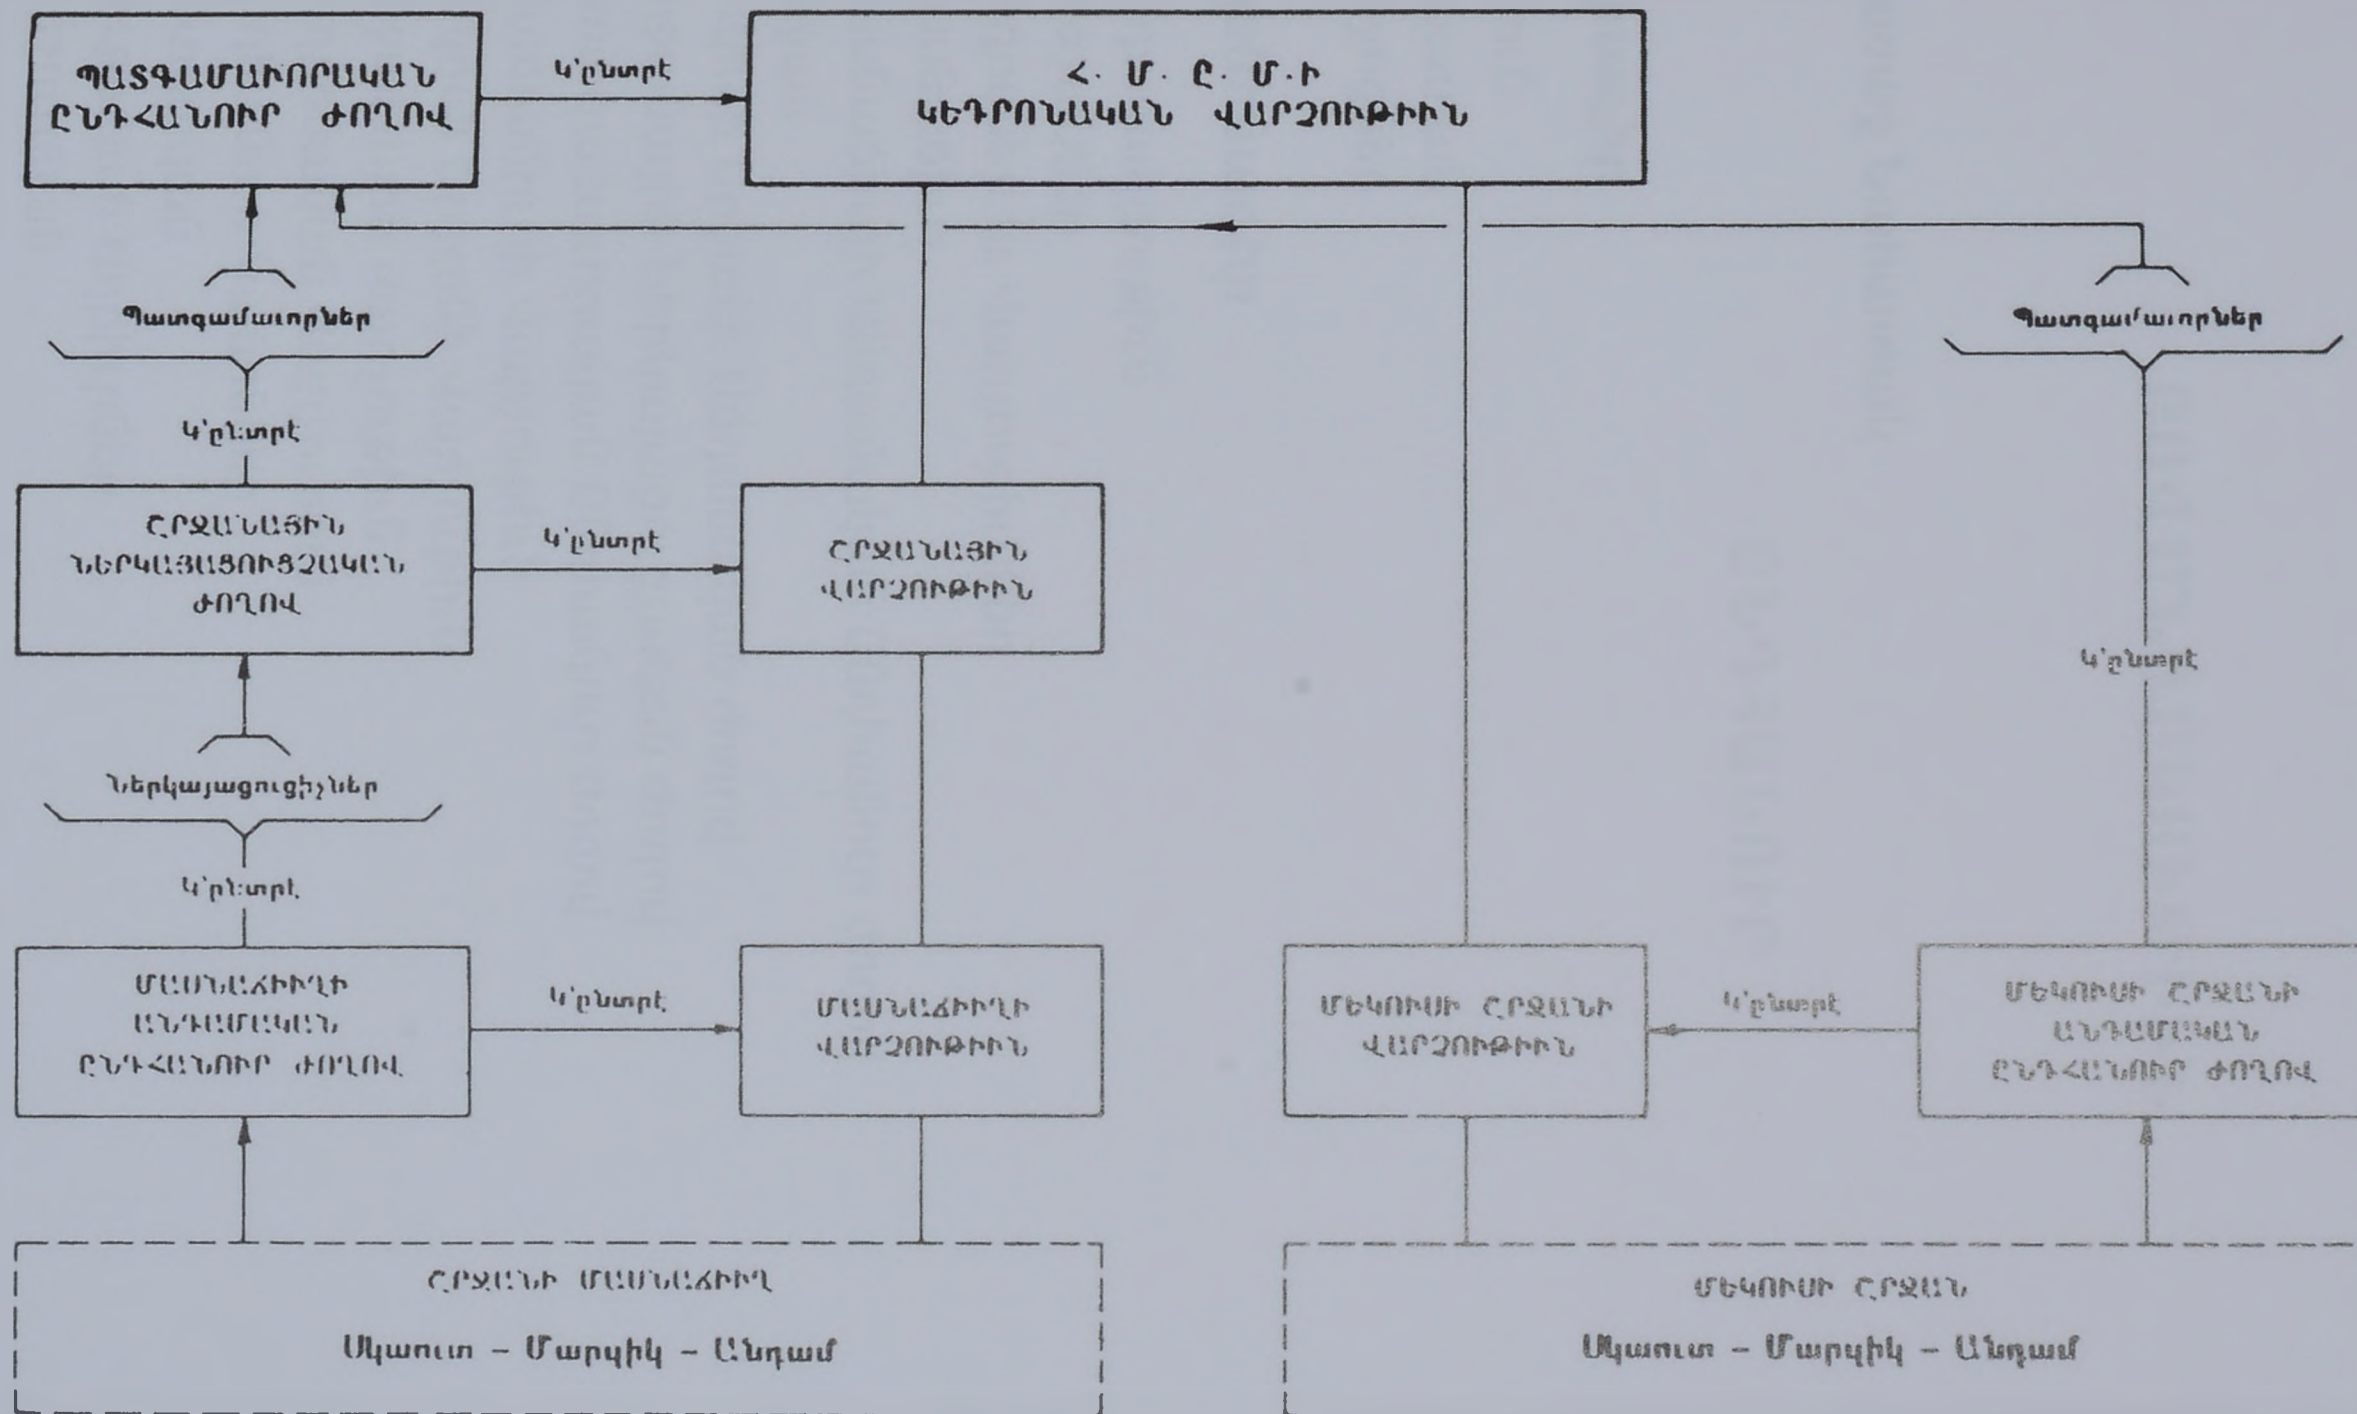 ՊԱՏԳԱՄԱՒՈՐԱԿԱՆ
ԸՆԴՀԱՆՈՒՐ ԺՈՂՈՎ
Կ'ընտրէ
Հ. Մ. Ը. Մ.Ի
ԿԵԴՐՈՆԱԿԱՆ ՎԱՐՉՈՒԹԻՒՆ
Պատգամաւորներ
Պատգամաւորներ
Կ'ընտրէ
ՇՐՋԱՆԱՅԻՆ
ՆԵՐԿԱՅԱՑՈՒՑՉԱԿԱՆ
ԺՈՂՈՎ
Կ'ընտրէ
ՇՐՋԱՆԱՅԻՆ
ՎԱՐՉՈՒԹԻՒՆ
Կ'ընտրէ
Ներկայացուցիչներ
Կ'ընտրէ
ՄԱՍՆԱՃԻՒՂԻ
ԱՆԴԱՄԱԿԱՆ
ԸՆԴՀԱՆՈՒՐ ԺՈՂՈՎ
Կ'ընտրէ
ՄԱՍՆԱՃԻՒՂԻ
ՎԱՐՉՈՒԹԻՒՆ
ՄԵԿՈՒՍԻ ՇՐՋԱՆԻ
ՎԱՐՉՈՒԹԻՒՆ
Կ'ընտրէ
ՄԵԿՈՒՍԻ ՇՐՋԱՆԻ
ԱՆԴԱՄԱԿԱՆ
ԸՆԴՀԱՆՈՒՐ ԺՈՂՈՎ
ՇՐՋԱՆԻ ՄԱՍՆԱՃԻՒՂ
Սկաուտ – Մարզիկ – Անդամ
ՄԵԿՈՒՍԻ ՇՐՋԱՆ
Սկաուտ – Մարզիկ – Անդամ